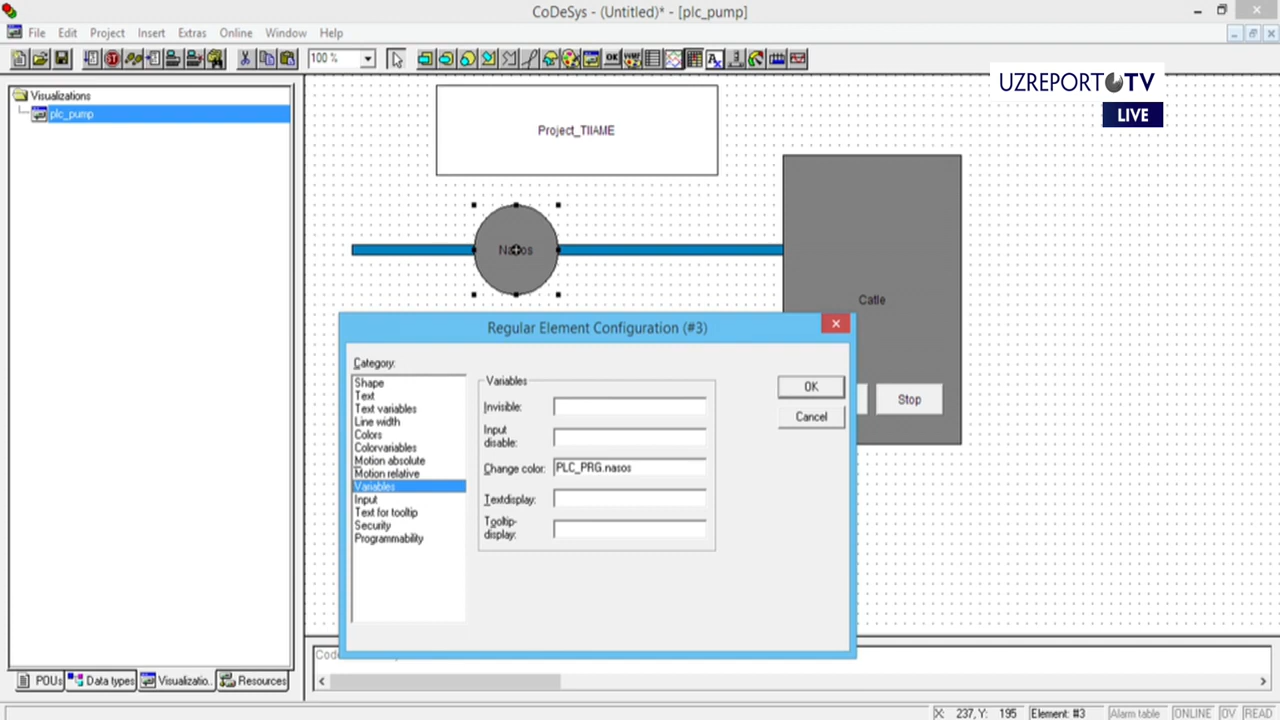 CoDeSys - (Untitled)* - [plc_pump]
File Edit Project Insert Extras Online Window Help
100 %
UZREPORT TV
LIVE
Visualizations
plc_pump
Project_TIIAME
Nasos
Catle
Stop
Regular Element Configuration (#3)
Category:
Shape
Text
Text variables
Line width
Colors
Colorvariables
Motion absolute
Motion relative
Variables
Input
Text for tooltip
Security
Programmability
Variables
Invisible:
Input
disable:
Change color: PLC_PRG.nasos
Textdisplay:
Tooltip-
display:
OK
Cancel
POUs Data types Visualizatio... Resources
X: 237, Y: 195 Element: #3 Alarm table ONLINE OV READ